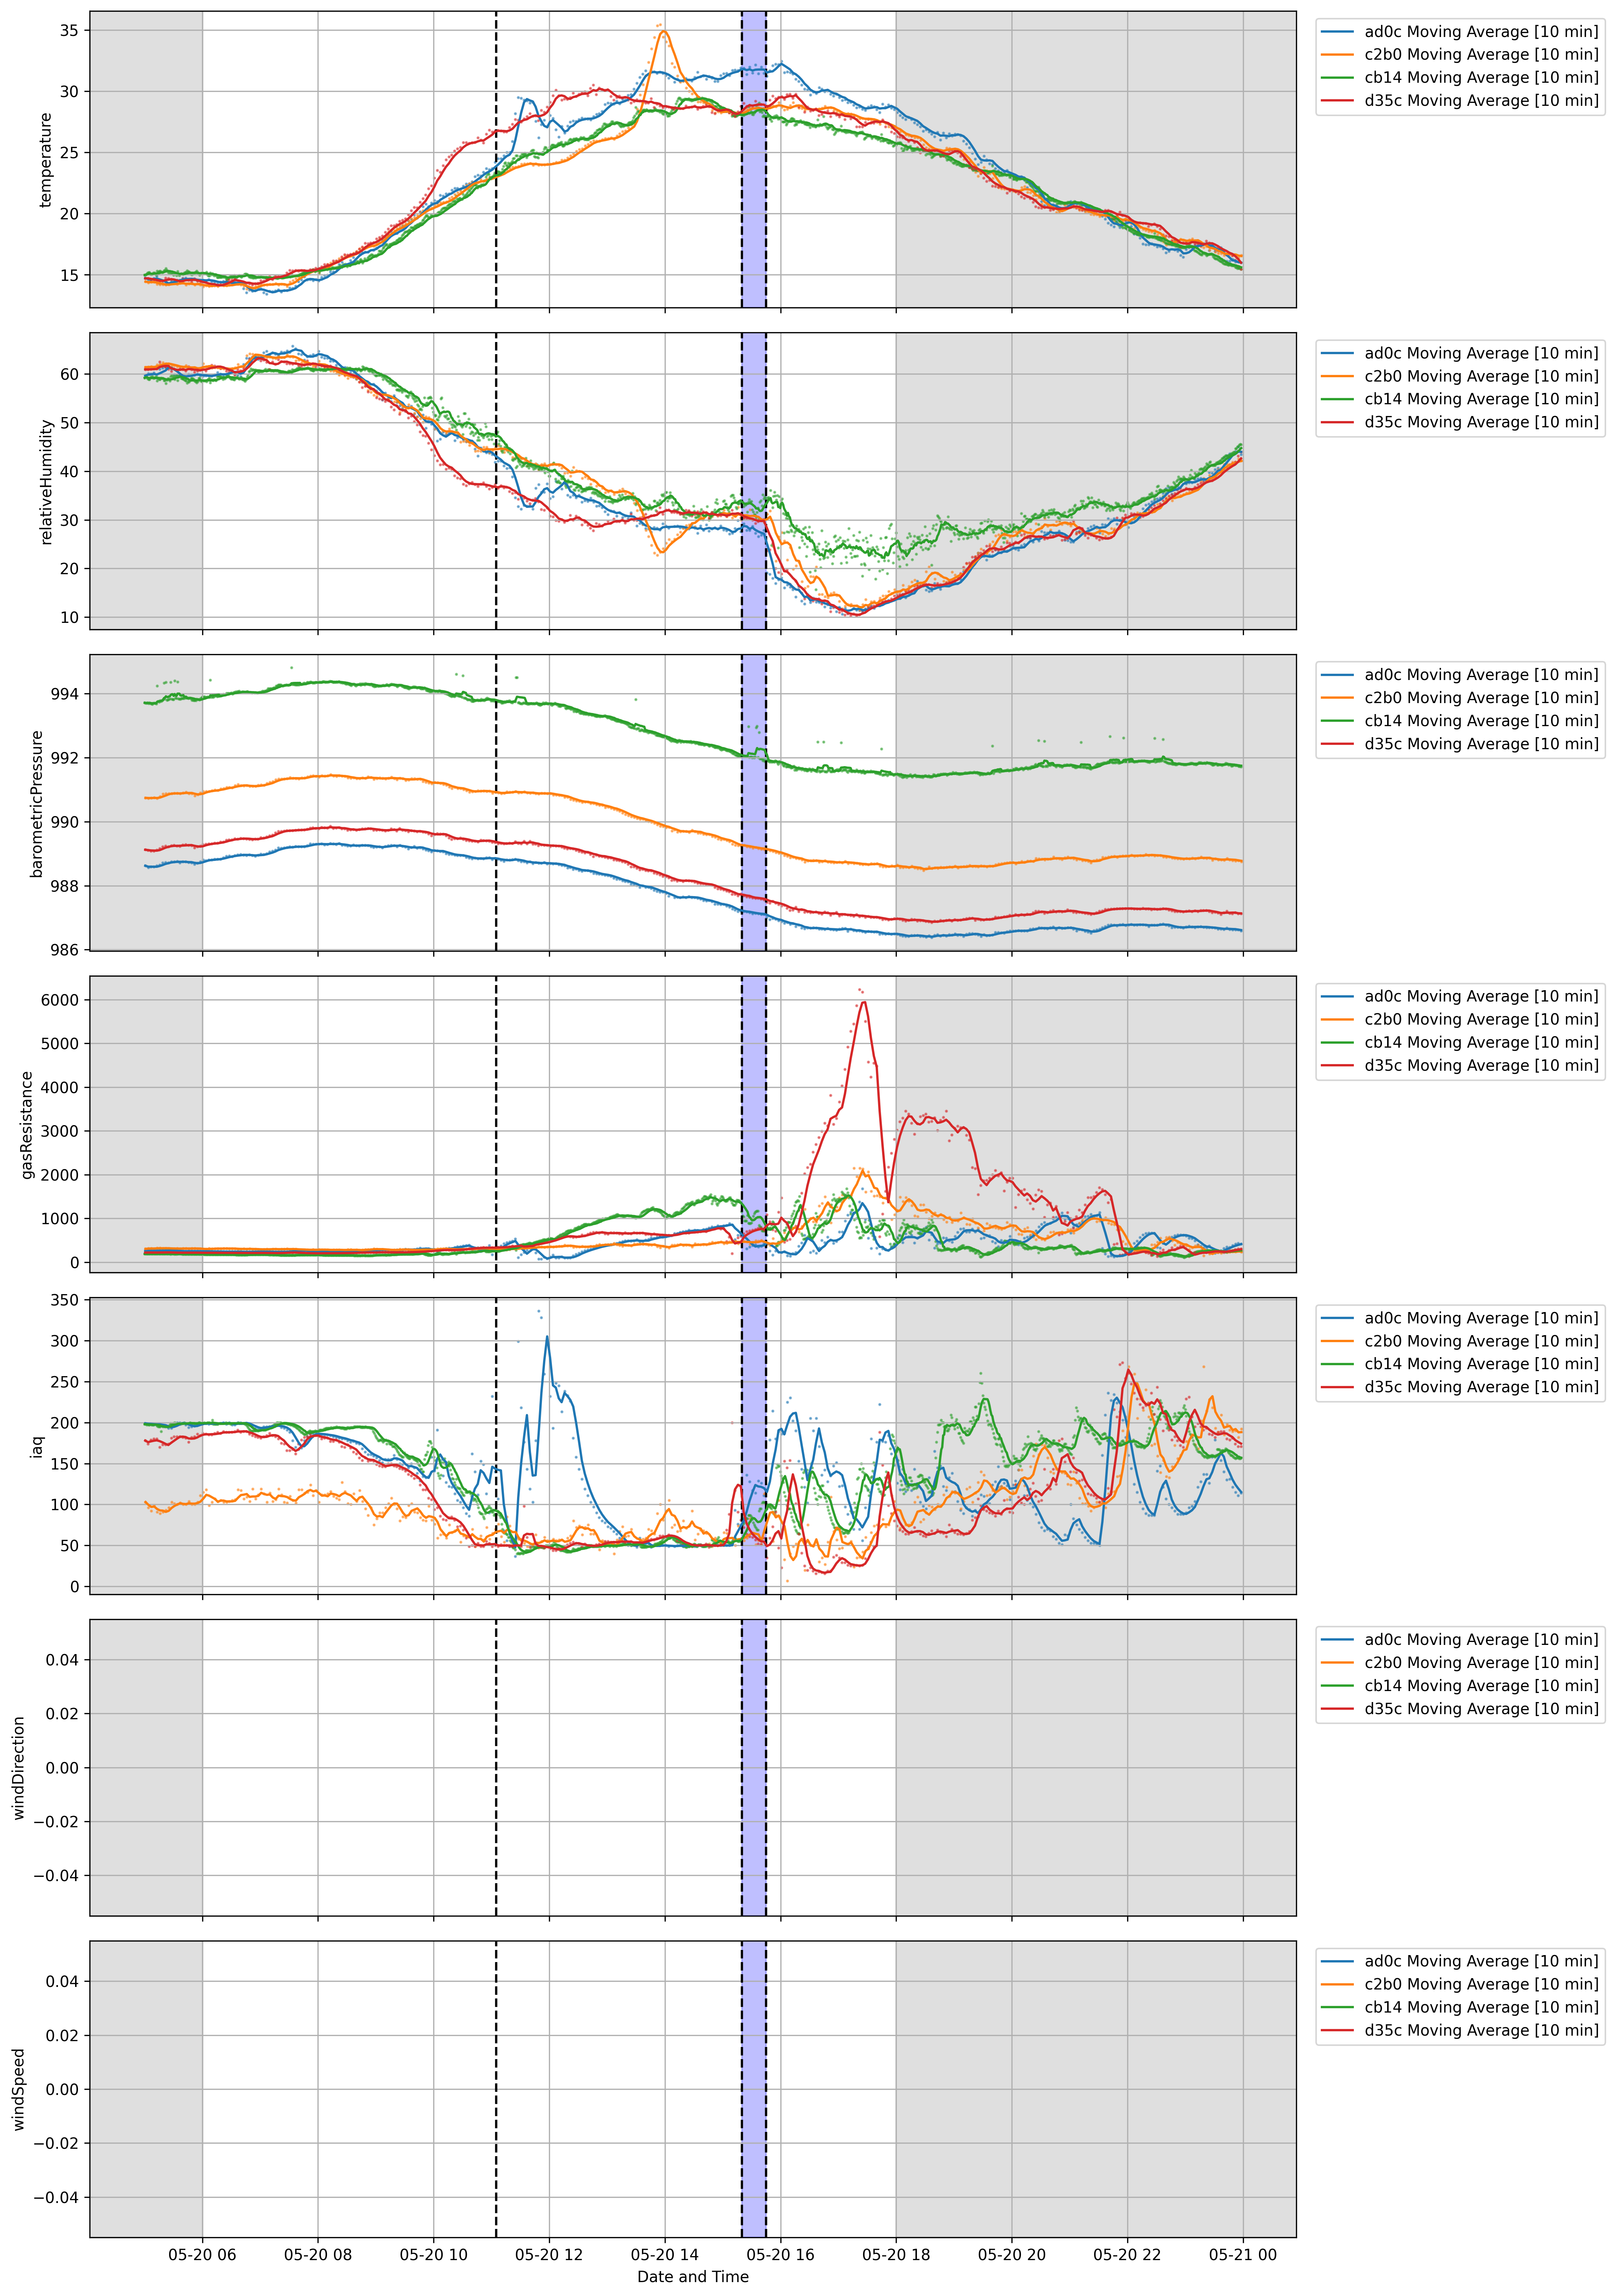 35
30
25
20
15
temperature
ad0c Moving Average [10 min]
c2b0 Moving Average [10 min]
cb14 Moving Average [10 min]
d35c Moving Average [10 min]
60
50
40
30
20
10
relativeHumidity
ad0c Moving Average [10 min]
c2b0 Moving Average [10 min]
cb14 Moving Average [10 min]
d35c Moving Average [10 min]
994
992
990
988
986
barometricPressure
ad0c Moving Average [10 min]
c2b0 Moving Average [10 min]
cb14 Moving Average [10 min]
d35c Moving Average [10 min]
6000
5000
4000
3000
2000
1000
0
gasResistance
ad0c Moving Average [10 min]
c2b0 Moving Average [10 min]
cb14 Moving Average [10 min]
d35c Moving Average [10 min]
350
300
250
200
150
100
50
0
iaq
ad0c Moving Average [10 min]
c2b0 Moving Average [10 min]
cb14 Moving Average [10 min]
d35c Moving Average [10 min]
0.04
0.02
0.00
−0.02
−0.04
windDirection
ad0c Moving Average [10 min]
c2b0 Moving Average [10 min]
cb14 Moving Average [10 min]
d35c Moving Average [10 min]
0.04
0.02
0.00
−0.02
−0.04
windSpeed
ad0c Moving Average [10 min]
c2b0 Moving Average [10 min]
cb14 Moving Average [10 min]
d35c Moving Average [10 min]
05-20 06 05-20 08 05-20 10 05-20 12 05-20 14 05-20 16 05-20 18 05-20 20 05-20 22 05-21 00
Date and Time